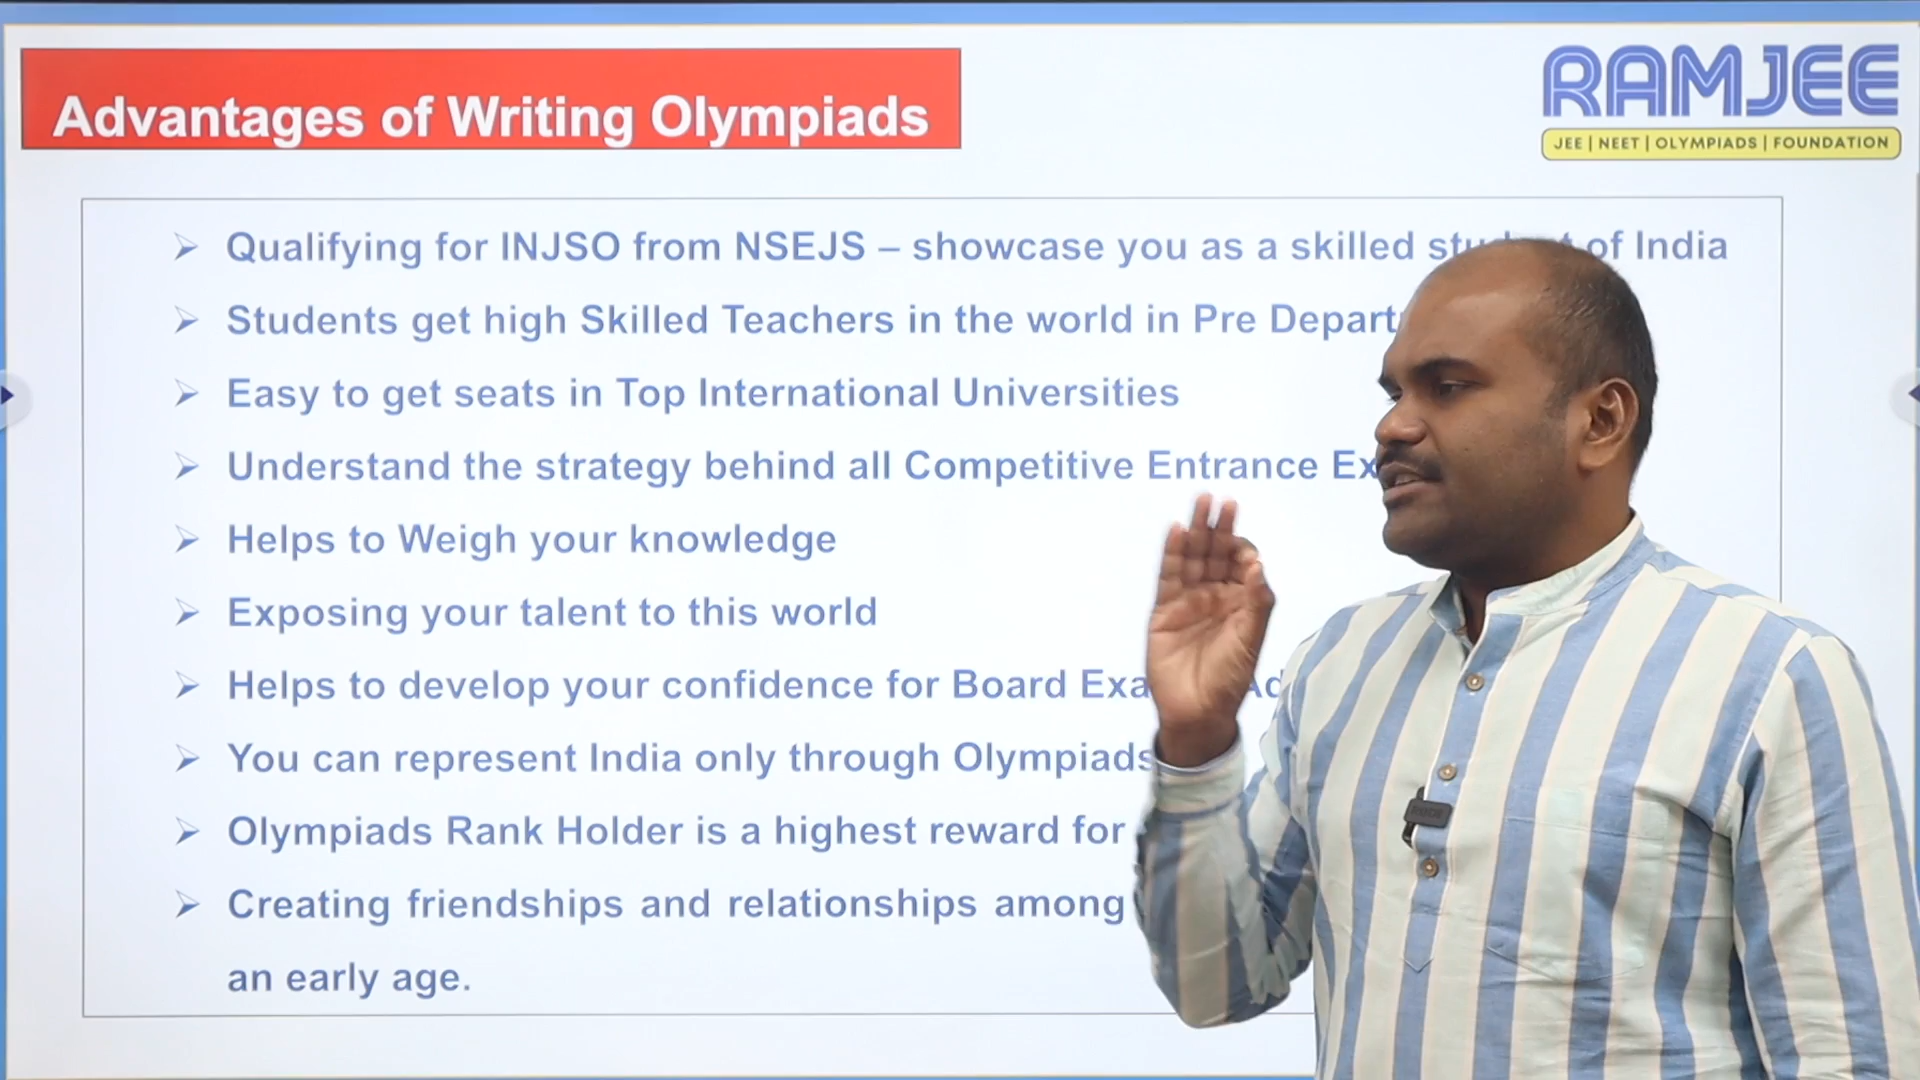 Advantages of Writing Olympiads
RAMJEE
JEE | NEET | OLYMPIADS | FOUNDATION
➢ Qualifying for INJSO from NSEJS – showcase you as a skilled of India
➢ Students get high Skilled Teachers in the world in Pre
➢ Easy to get seats in Top International Universities
➢ Understand the strategy behind all Competitive Entrance
➢ Helps to Weigh your knowledge
➢ Exposing your talent to this world
➢ Helps to develop your confidence for Board
➢ You can represent India only through Olympiads
➢ Olympiads Rank Holder is a highest reward for
➢ Creating friendships and relationships among
an early age.
RODE